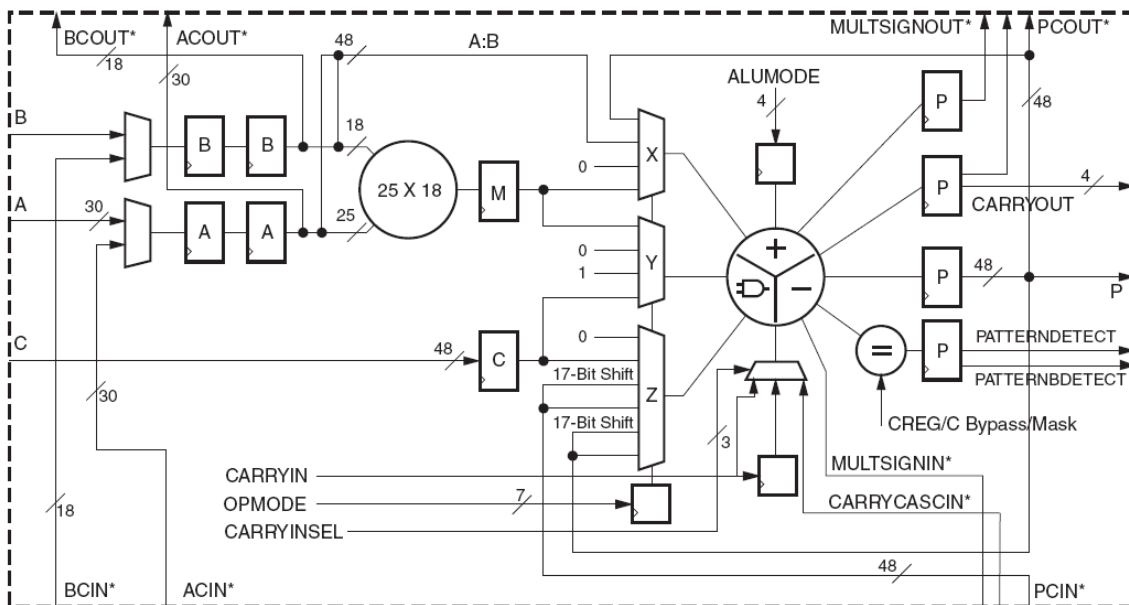 BCOUT* ACOUT* MULTSIGNOUT* PCOUT*
18 48 A:B
30 ALUMODE
B 4 P 48
B B 18 X
0
25 X 18 M P 4
A 30 25 CARRYOUT
A A 0 Y +
1 − P 48
P
C 48 C 0
17-Bit Shift = P PATTERNDETECT
30 Z PATTERNBDETECT
17-Bit Shift
3 CREG/C Bypass/Mask
CARRYIN MULTSIGNIN*
OPMODE 7
18 CARRYCASCIN*
CARRYINSEL
48
BCIN* ACIN* PCIN*